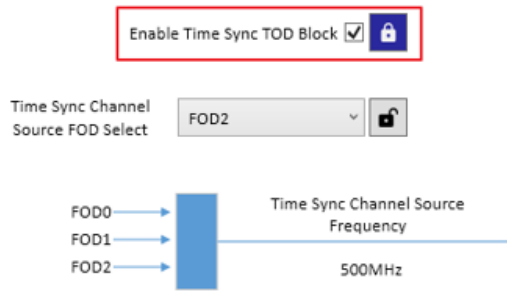 Enable Time Sync TOD Block
Time Sync Channel
Source FOD Select
FOD2
FOD0
FOD1
FOD2
Time Sync Channel Source
Frequency
500MHz